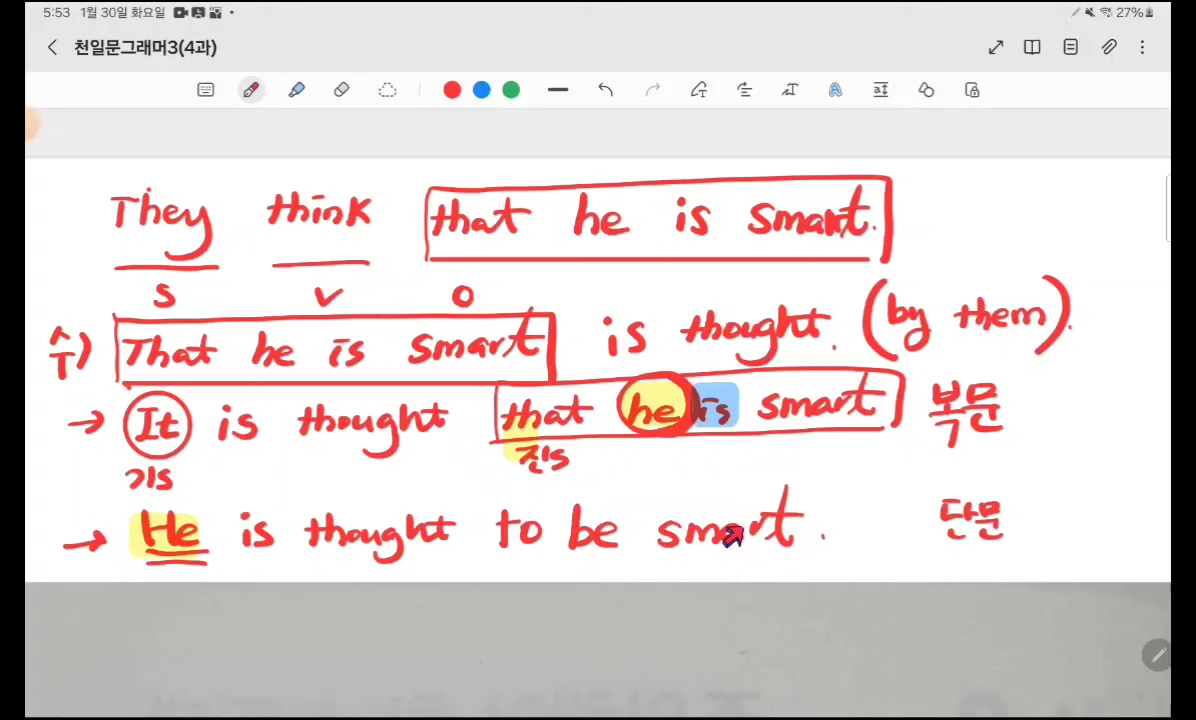 5:53 1월 30일 화요일
27%
천일문그래머3(4과)
They think that he is smart.
S V O
수) That he is smart is thought. (by them).
→ It is thought that he is smart 복문
가S 진S
→ He is thought to be smart. 단문